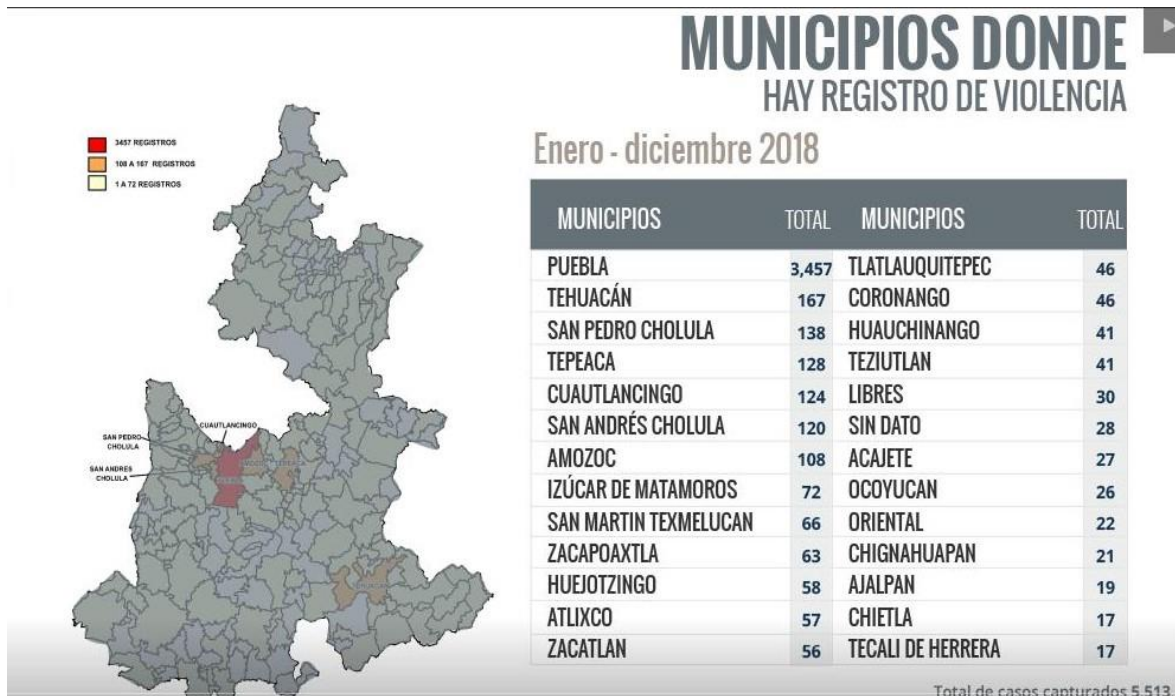 MUNICIPIOS DONDE
HAY REGISTRO DE VIOLENCIA
Enero - diciembre 2018
3457 REGISTROS
108 A 167 REGISTROS
1 A 72 REGISTROS
CUAUTLANCINGO
SAN PEDRO
CHOLULA
SAN ANDRES
CHOLULA
AMOZOC
TEPEACA
MUNICIPIOS TOTAL MUNICIPIOS TOTAL
PUEBLA 3,457 TLATLAUQUITEPEC 46
TEHUACÁN 167 CORONANGO 46
SAN PEDRO CHOLULA 138 HUAUCHINANGO 41
TEPEACA 128 TEZIUTLAN 41
CUAUTLANCINGO 124 LIBRES 30
SAN ANDRÉS CHOLULA 120 SIN DATO 28
AMOZOC 108 ACAJETE 27
IZÚCAR DE MATAMOROS 72 OCOYUCAN 26
SAN MARTIN TEXMELUCAN 66 ORIENTAL 22
ZACAPOAXTLA 63 CHIGNAHUAPAN 21
HUEJOTZINGO 58 AJALPAN 19
ATLIXCO 57 CHIETLA 17
ZACATLAN 56 TECALI DE HERRERA 17
Total de casos capturados 5,513